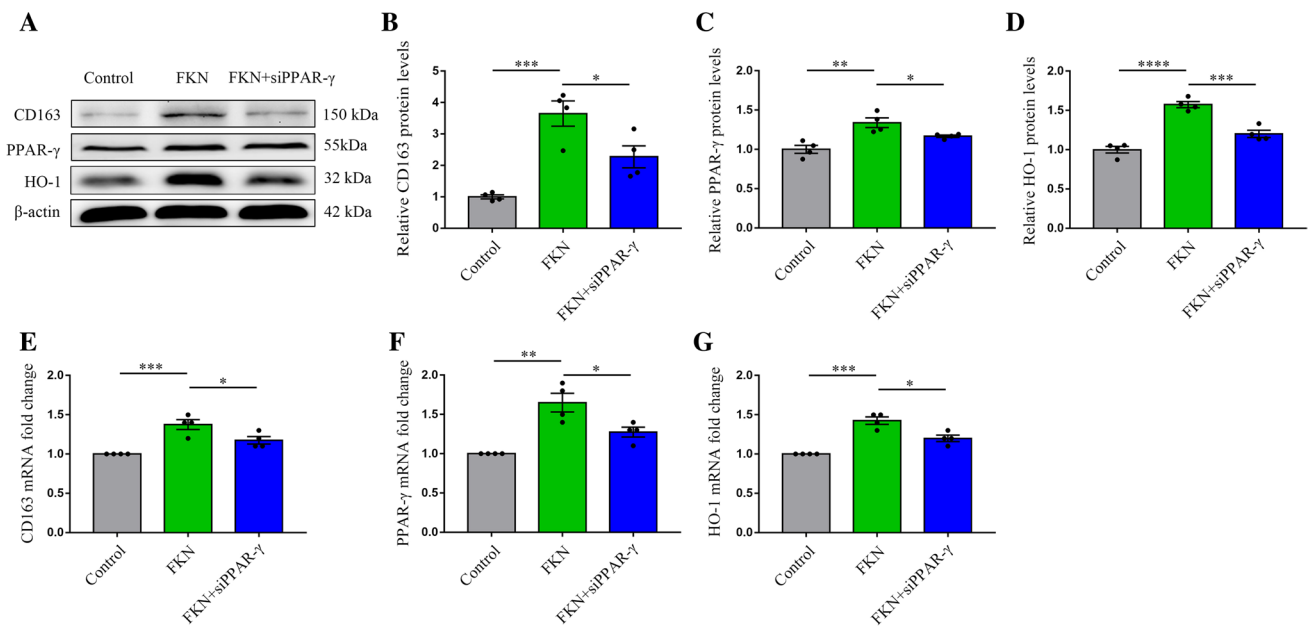 A
Control FKN FKN+siPPAR-γ
CD163 150 kDa
PPAR-γ 55kDa
HO-1 32 kDa
β-actin 42 kDa
B
Relative CD163 protein levels
5
4
3
2
1
0
***
*
Control
FKN
FKN+siPPAR-γ
C
Relative PPAR-γ protein levels
2.0
1.5
1.0
0.5
0.0
**
*
Control
FKN
FKN+siPPAR-γ
D
Relative HO-1 protein levels
2.0
1.5
1.0
0.5
0.0
****
***
Control
FKN
FKN+siPPAR-γ
E
CD163 mRNA fold change
2.0
1.5
1.0
0.5
0.0
***
*
Control
FKN
FKN+siPPAR-γ
F
PPAR-γ mRNA fold change
2.0
1.5
1.0
0.5
0.0
**
*
Control
FKN
FKN+siPPAR-γ
G
HO-1 mRNA fold change
2.0
1.5
1.0
0.5
0.0
***
*
Control
FKN
FKN+siPPAR-γ